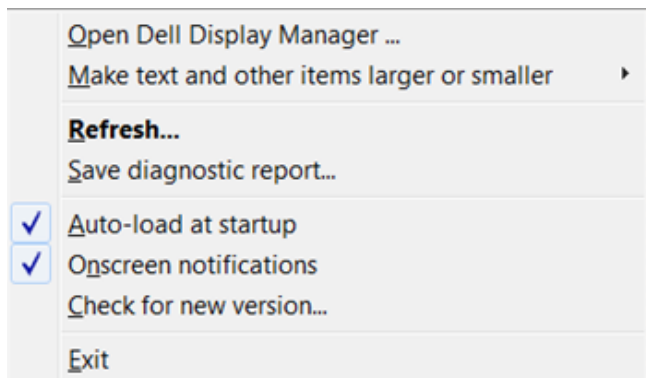 Open Dell Display Manager ...
Make text and other items larger or smaller
Refresh...
Save diagnostic report...
Auto-load at startup
Onscreen notifications
Check for new version...
Exit